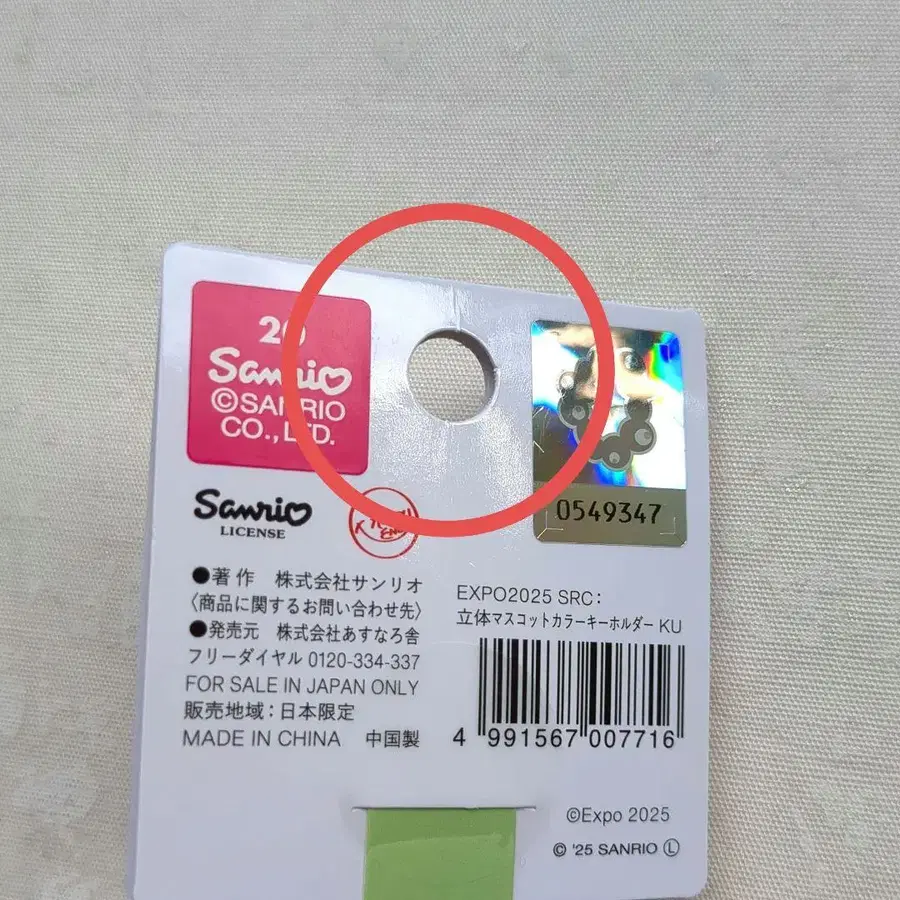 20
Sanrio
©SANRIO
CO., LTD.
Sanrio
LICENSE
0549347
●著作 株式会社サンリオ
〈商品に関するお問い合わせ先〉
●発売元 株式会社あすなろ舎
フリーダイヤル 0120-334-337
FOR SALE IN JAPAN ONLY
販売地域：日本限定
MADE IN CHINA 中国製
EXPO2025 SRC：
立体マスコットカラーキーホルダー KU
4 991567 007716
©Expo 2025
© '25 SANRIO Ⓛ